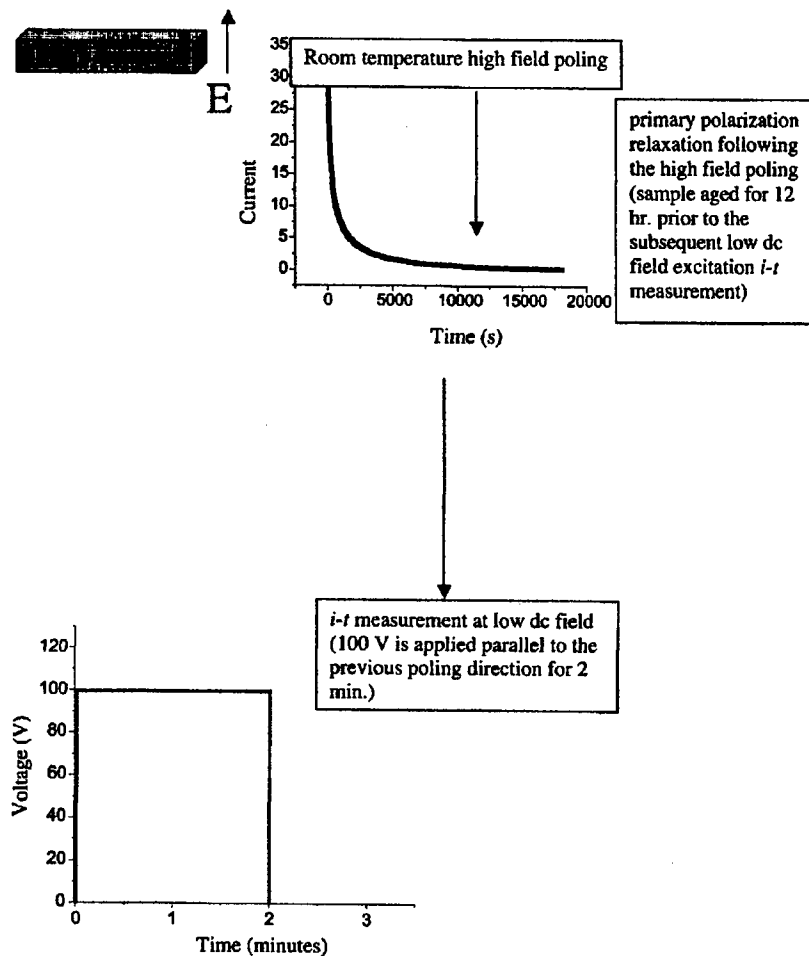 E
Room temperature high field poling
35
30
25
20
15
10
5
0
Current
0 5000 10000 15000 20000
Time (s)
primary polarization
relaxation following
the high field poling
(sample aged for 12
hr. prior to the
subsequent low dc
field excitation i-t
measurement)
i-t measurement at low dc field
(100 V is applied parallel to the
previous poling direction for 2
min.)
120
100
80
60
40
20
0
Voltage (V)
0 1 2 3
Time (minutes)